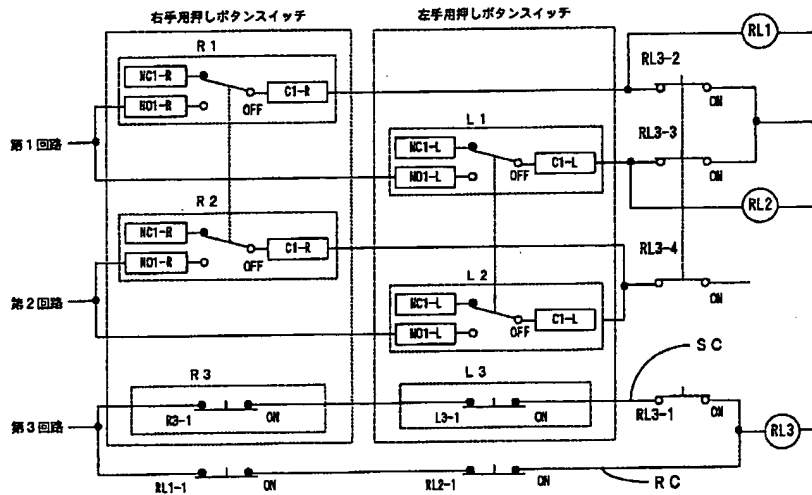 右手用押しボタンスイッチ
左手用押しボタンスイッチ
R1
NC1-R
NO1-R
OFF
C1-R
RL1
RL3-2
ON
第1回路
L1
NC1-L
NO1-L
OFF
C1-L
RL3-3
ON
RL2
R2
NC1-R
NO1-R
OFF
C1-R
RL3-4
ON
第2回路
L2
NC1-L
NO1-L
OFF
C1-L
SC
R3
R3-1
ON
L3
L3-1
ON
RL3-1
ON
第3回路
RL3
RL1-1
ON
RL2-1
ON
RC